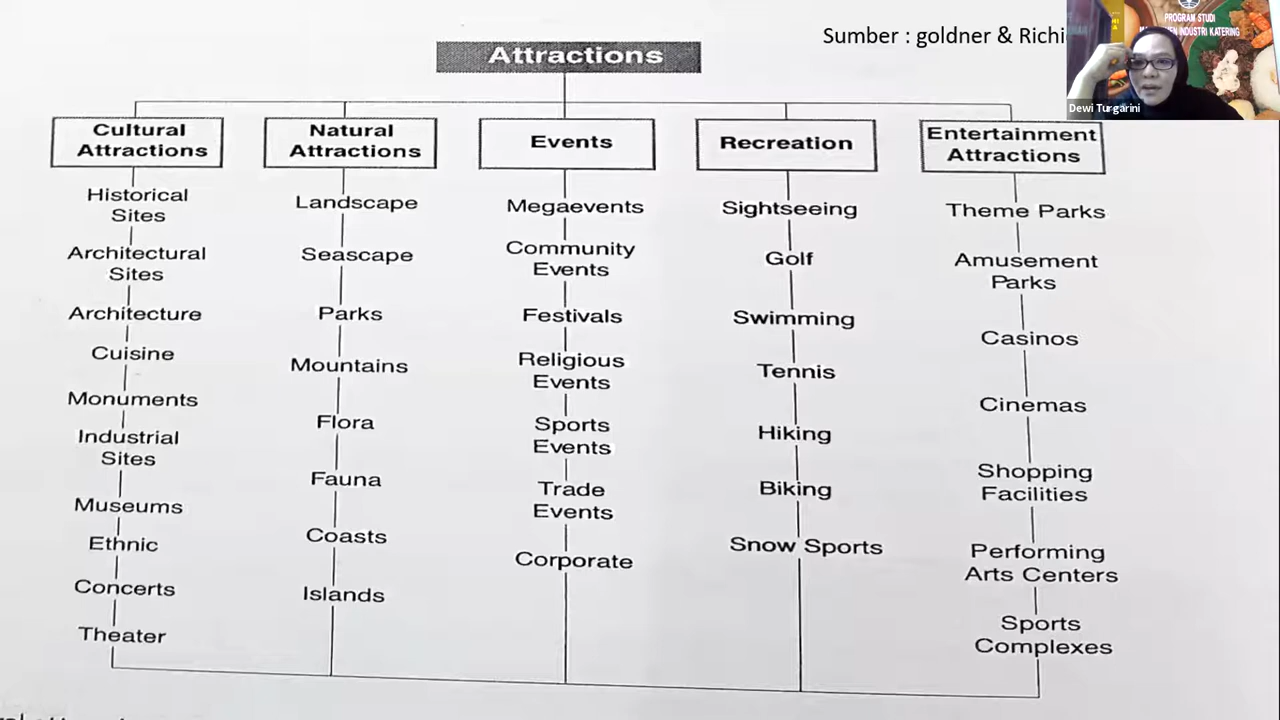 Sumber : goldner & Richi
PROGRAM STUDI
INDUSTRI KATERING
Dewi Turgarini
Attractions
Cultural
Attractions
Historical
Sites
Architectural
Sites
Architecture
Cuisine
Monuments
Industrial
Sites
Museums
Ethnic
Concerts
Theater
Natural
Attractions
Landscape
Seascape
Parks
Mountains
Flora
Fauna
Coasts
Islands
Events
Megaevents
Community
Events
Festivals
Religious
Events
Sports
Events
Trade
Events
Corporate
Recreation
Sightseeing
Golf
Swimming
Tennis
Hiking
Biking
Snow Sports
Entertainment
Attractions
Theme Parks
Amusement
Parks
Casinos
Cinemas
Shopping
Facilities
Performing
Arts Centers
Sports
Complexes